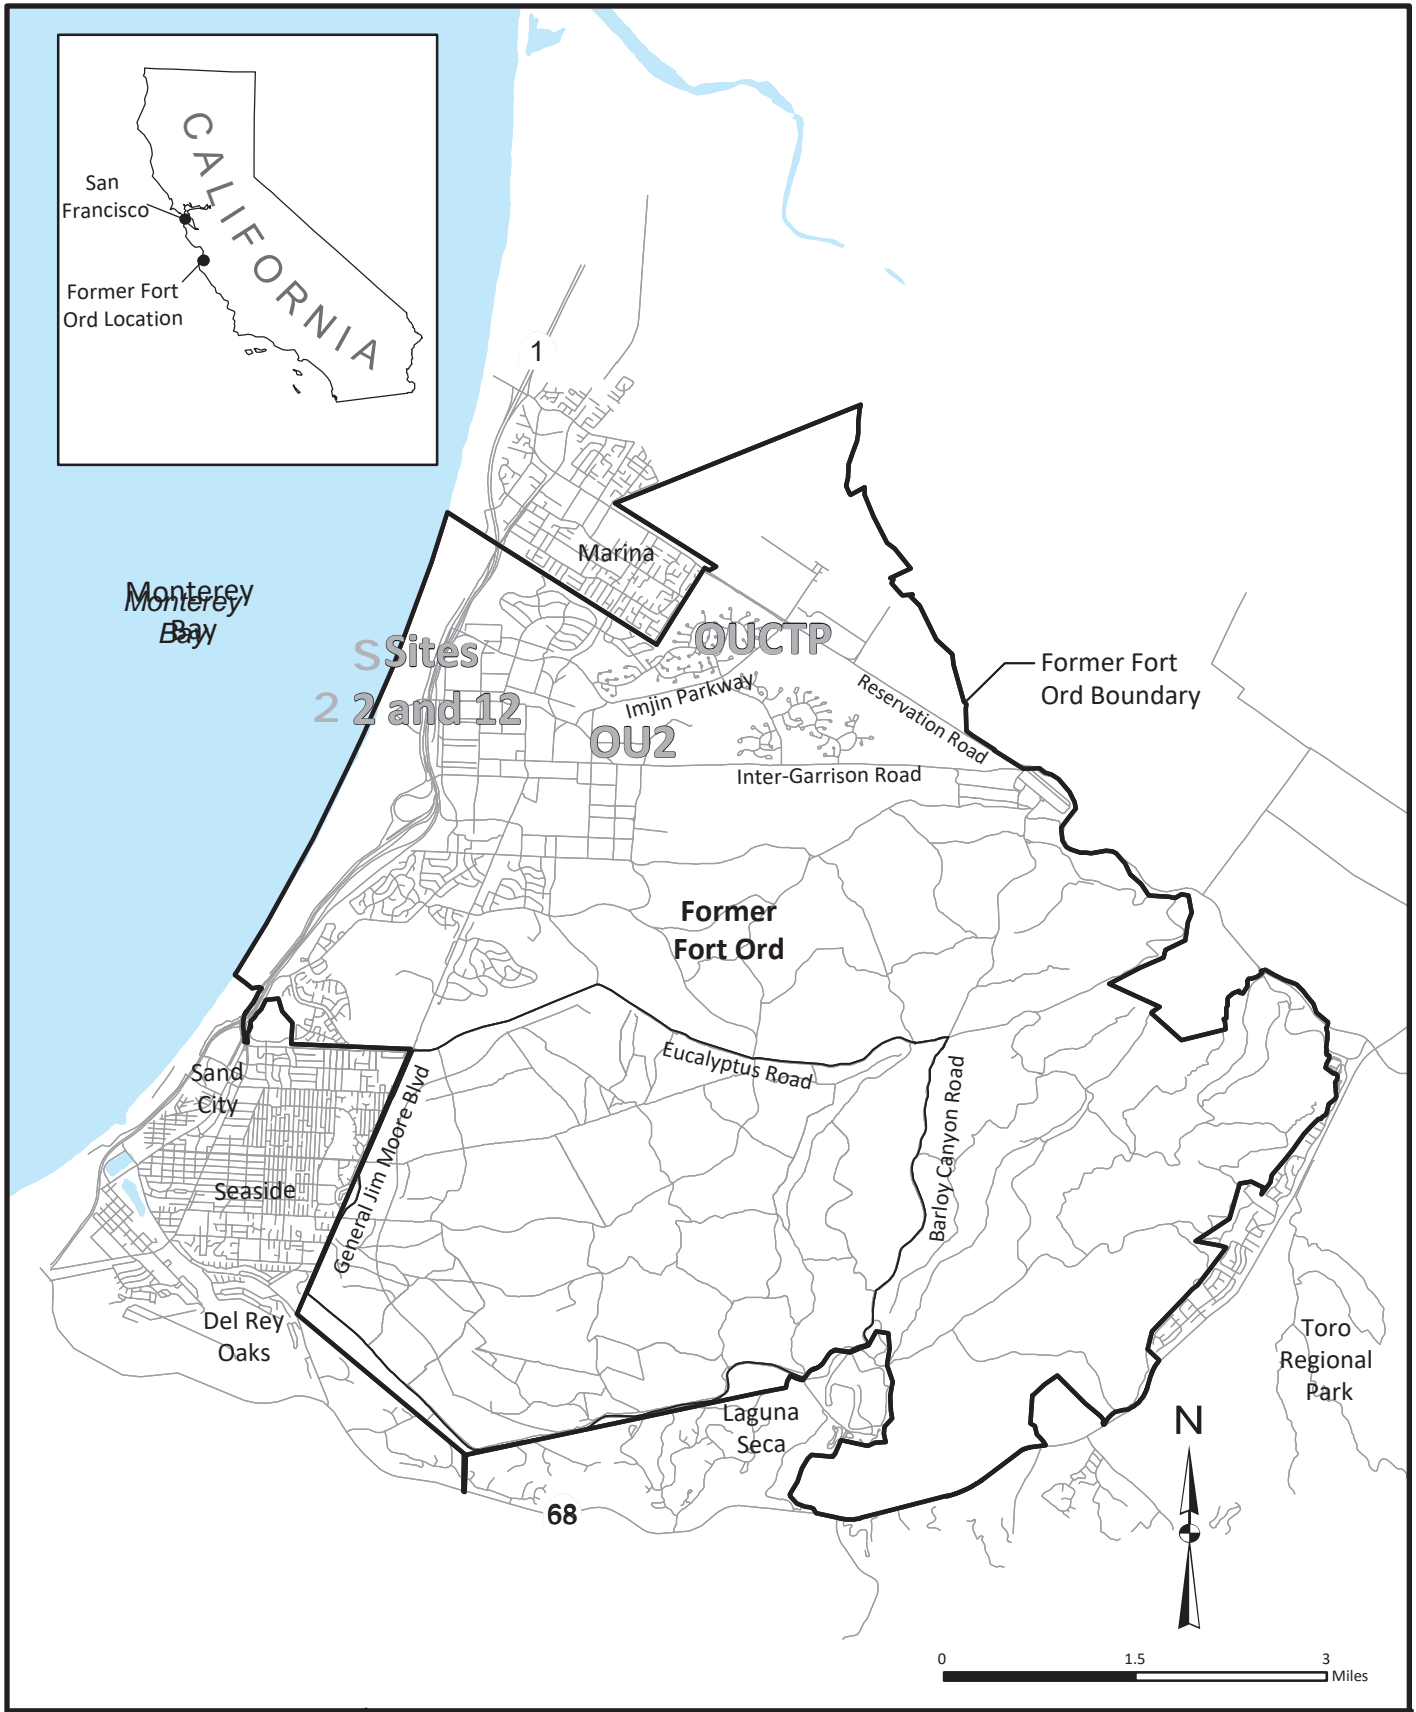 CALIFORNIA
San
Francisco
Former Fort
Ord Location
1
Marina
Monterey
Bay
Monterey
Bay
OUCTP
S Sites
2 2 and 12
Imjin Parkway
OU2
Reservation Road
Former Fort
Ord Boundary
Inter-Garrison Road
Former
Fort Ord
Eucalyptus Road
Barloy Canyon Road
General Jim Moore Blvd
Sand
City
Seaside
Del Rey
Oaks
Laguna
Seca
Toro
Regional
Park
68
N
0 1.5 3
Miles